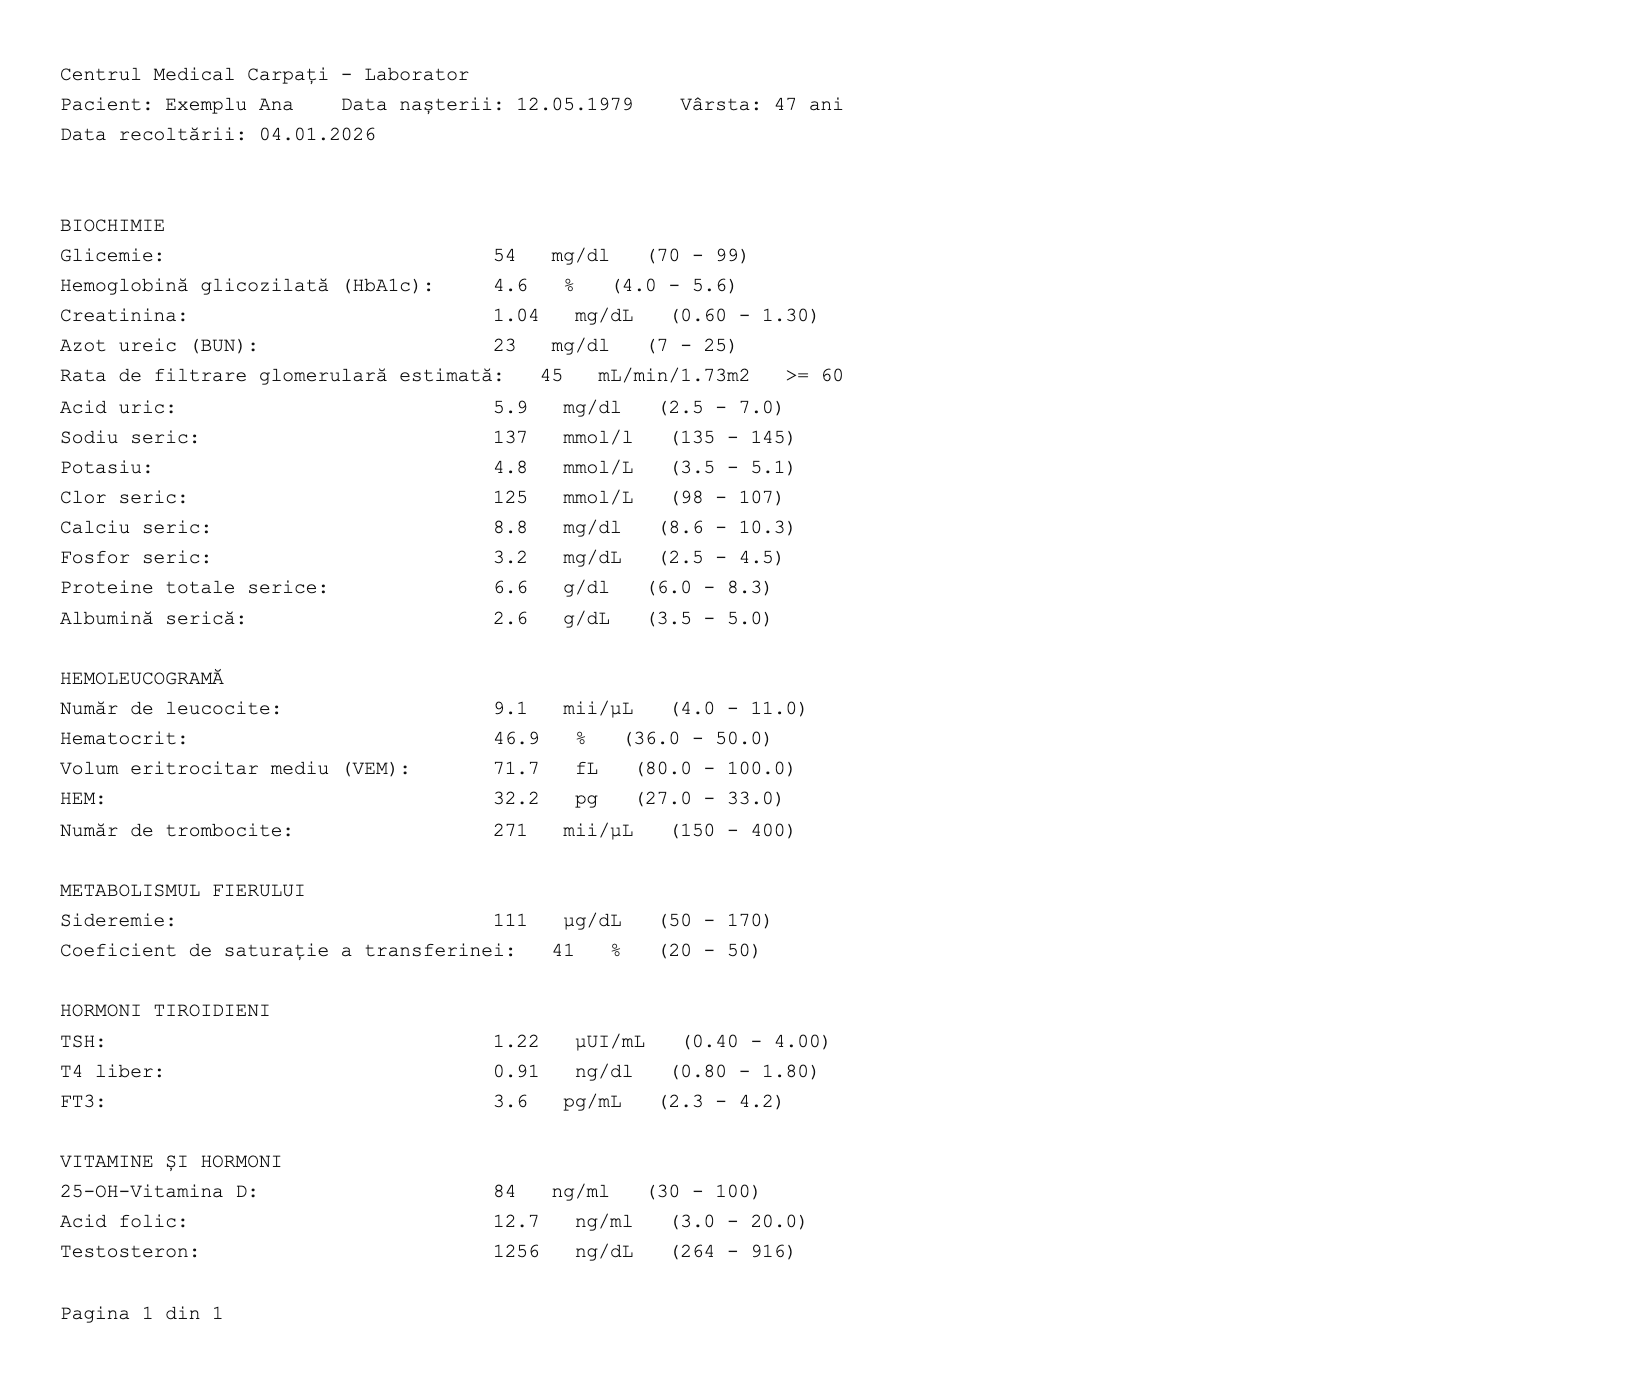 Centrul Medical Carpați - Laborator
Pacient: Exemplu Ana    Data nașterii: 12.05.1979    Vârsta: 47 ani
Data recoltării: 04.01.2026
BIOCHIMIE
Glicemie:    54   mg/dl   (70 - 99)
Hemoglobină glicozilată (HbA1c):    4.6   %   (4.0 - 5.6)
Creatinina:    1.04   mg/dL   (0.60 - 1.30)
Azot ureic (BUN):    23   mg/dl   (7 - 25)
Rata de filtrare glomerulară estimată:   45   mL/min/1.73m2   >= 60
Acid uric:    5.9   mg/dl   (2.5 - 7.0)
Sodiu seric:    137   mmol/l   (135 - 145)
Potasiu:    4.8   mmol/L   (3.5 - 5.1)
Clor seric:    125   mmol/L   (98 - 107)
Calciu seric:    8.8   mg/dl   (8.6 - 10.3)
Fosfor seric:    3.2   mg/dL   (2.5 - 4.5)
Proteine totale serice:    6.6   g/dl   (6.0 - 8.3)
Albumină serică:    2.6   g/dL   (3.5 - 5.0)
HEMOLEUCOGRAMĂ
Număr de leucocite:    9.1   mii/µL   (4.0 - 11.0)
Hematocrit:    46.9   %   (36.0 - 50.0)
Volum eritrocitar mediu (VEM):    71.7   fL   (80.0 - 100.0)
HEM:    32.2   pg   (27.0 - 33.0)
Număr de trombocite:    271   mii/µL   (150 - 400)
METABOLISMUL FIERULUI
Sideremie:    111   µg/dL   (50 - 170)
Coeficient de saturație a transferinei:   41   %   (20 - 50)
HORMONI TIROIDIENI
TSH:    1.22   µUI/mL   (0.40 - 4.00)
T4 liber:    0.91   ng/dl   (0.80 - 1.80)
FT3:    3.6   pg/mL   (2.3 - 4.2)
VITAMINE ȘI HORMONI
25-OH-Vitamina D:    84   ng/ml   (30 - 100)
Acid folic:    12.7   ng/ml   (3.0 - 20.0)
Testosteron:    1256   ng/dL   (264 - 916)
Pagina 1 din 1